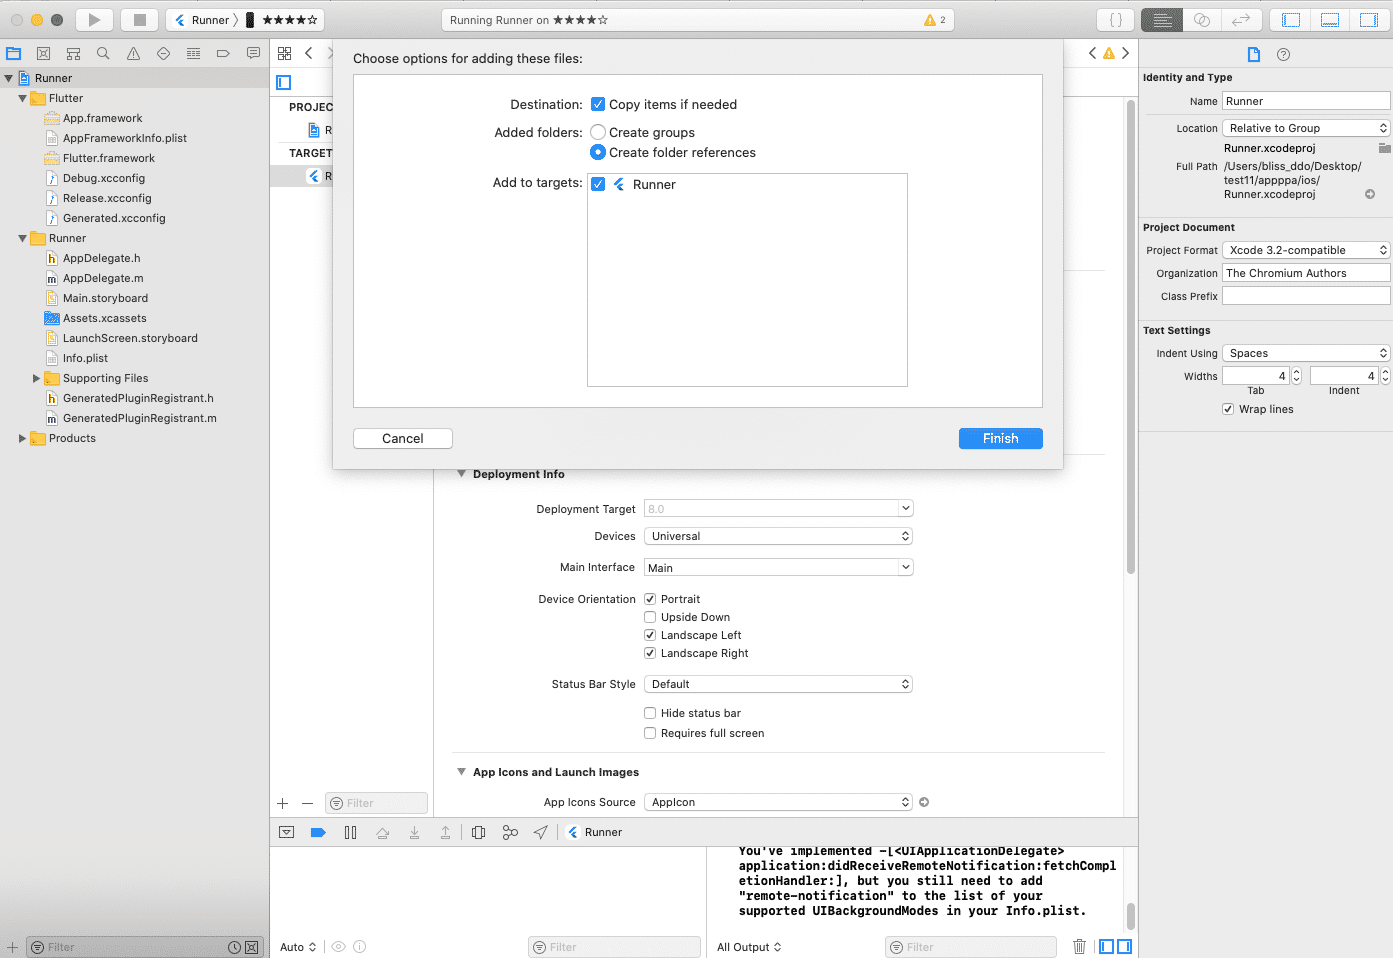 Runner
★★★★☆
Running Runner on ★★★★☆
2
Runner
Flutter
App.framework
AppFrameworkInfo.plist
Flutter.framework
Debug.xcconfig
Release.xcconfig
Generated.xcconfig
Runner
AppDelegate.h
AppDelegate.m
Main.storyboard
Assets.xcassets
LaunchScreen.storyboard
Info.plist
Supporting Files
GeneratedPluginRegistrant.h
GeneratedPluginRegistrant.m
Products
Filter
PROJEC
R
TARGET
R
Filter
Choose options for adding these files:
Destination: Copy items if needed
Added folders: Create groups
Create folder references
Add to targets: Runner
Cancel
Finish
Deployment Info
Deployment Target 8.0
Devices Universal
Main Interface Main
Device Orientation Portrait
Upside Down
Landscape Left
Landscape Right
Status Bar Style Default
Hide status bar
Requires full screen
App Icons and Launch Images
App Icons Source AppIcon
Runner
You've implemented -[<UIApplicationDelegate>
application:didReceiveRemoteNotification:fetchCompl
etionHandler:], but you still need to add
"remote-notification" to the list of your
supported UIBackgroundModes in your Info.plist.
Auto
Filter
All Output
Filter
Identity and Type
Name Runner
Location Relative to Group
Runner.xcodeproj
Full Path /Users/bliss_ddo/Desktop/
test11/appppa/ios/
Runner.xcodeproj
Project Document
Project Format Xcode 3.2-compatible
Organization The Chromium Authors
Class Prefix
Text Settings
Indent Using Spaces
Widths 4 4
Tab Indent
Wrap lines